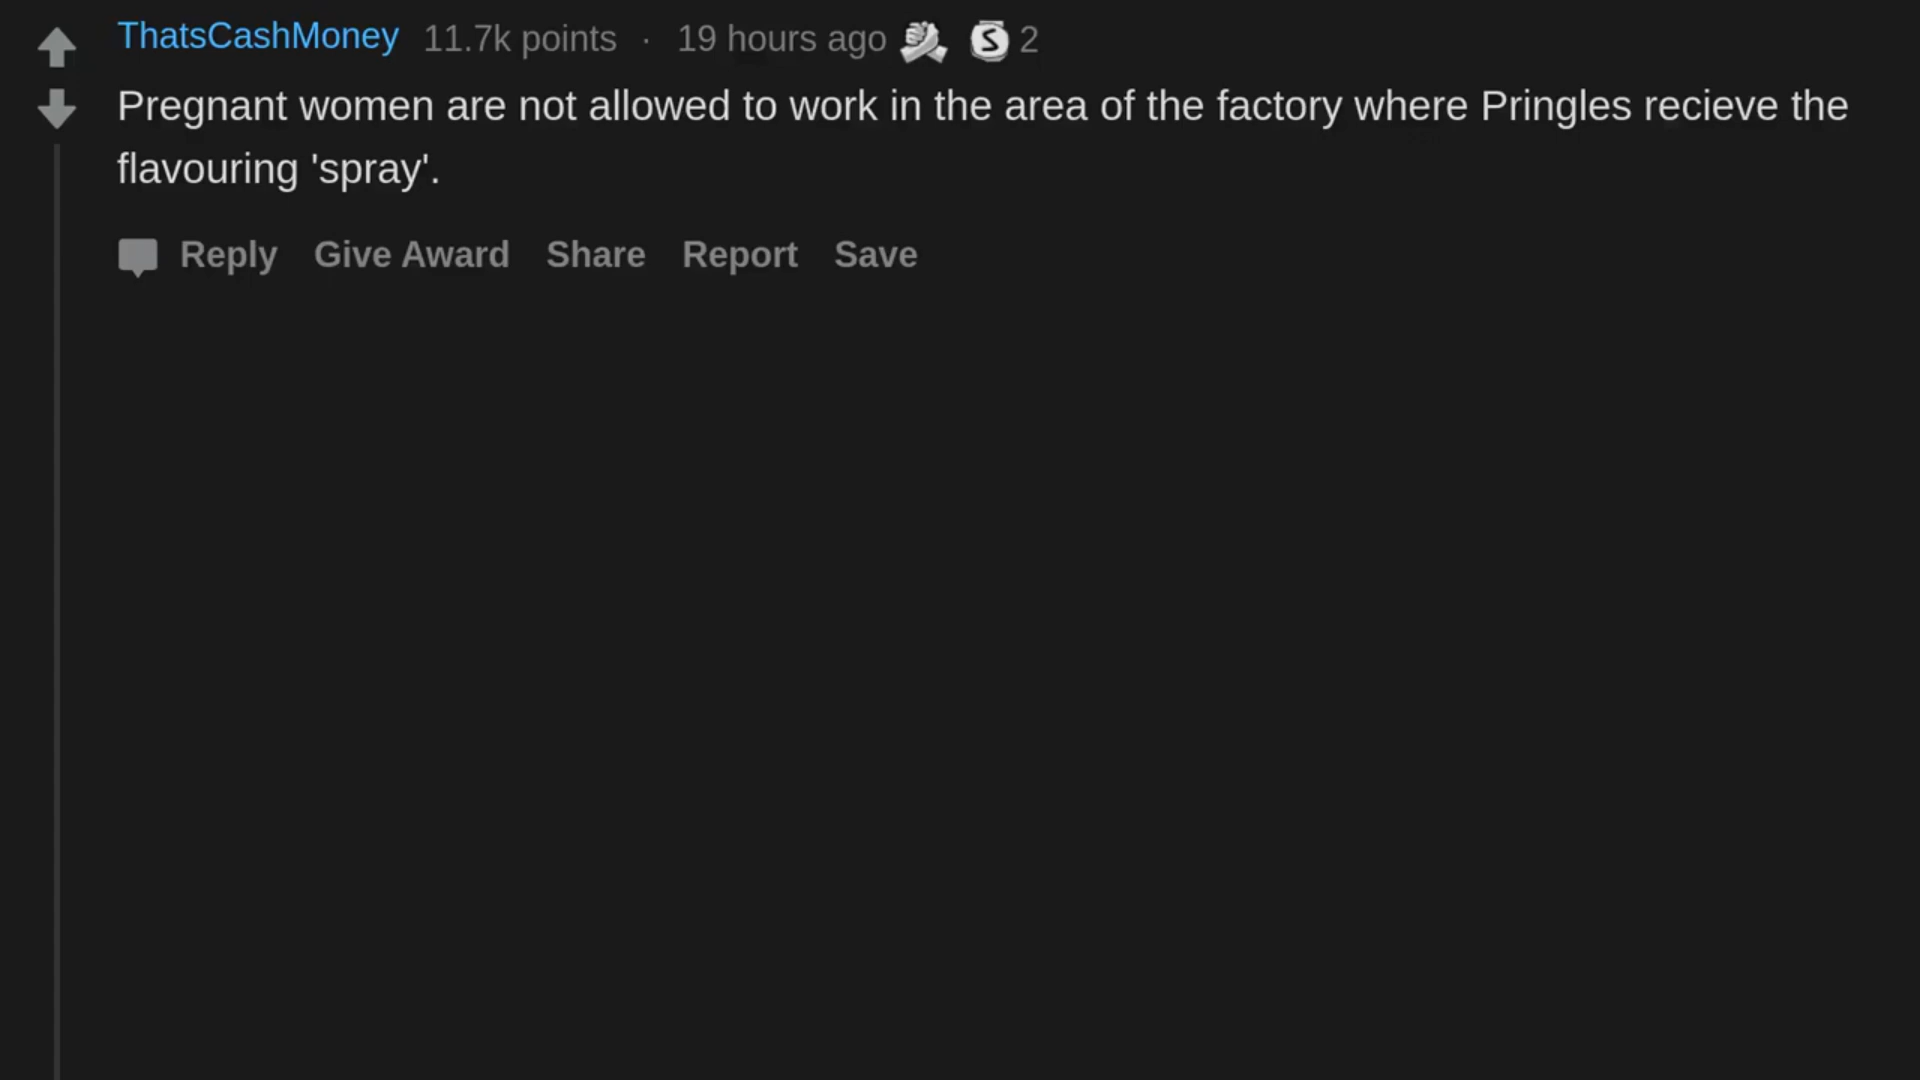 ThatsCashMoney 11.7k points · 19 hours ago S 2
Pregnant women are not allowed to work in the area of the factory where Pringles recieve the
flavouring 'spray'.
Reply Give Award Share Report Save